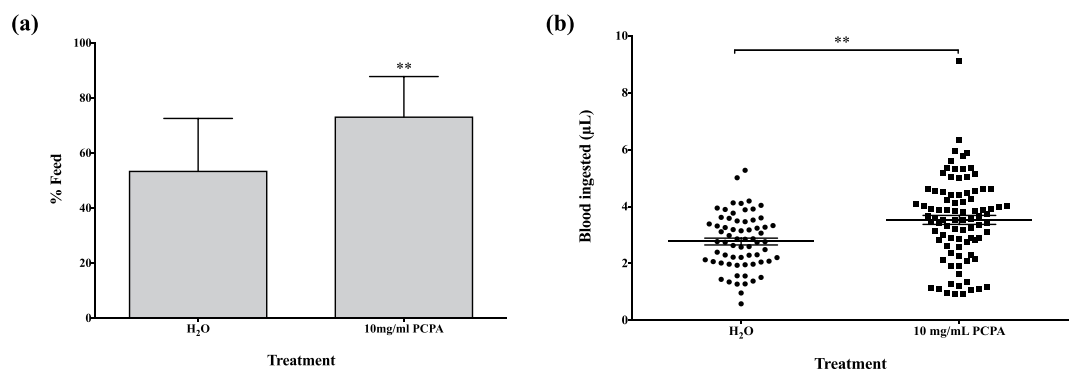 (a)
100
80
60
40
20
0
% Feed
**
H₂O
10mg/ml PCPA
Treatment
(b)
10
8
6
4
2
0
Blood ingested (µL)
**
H₂O
10 mg/mL PCPA
Treatment